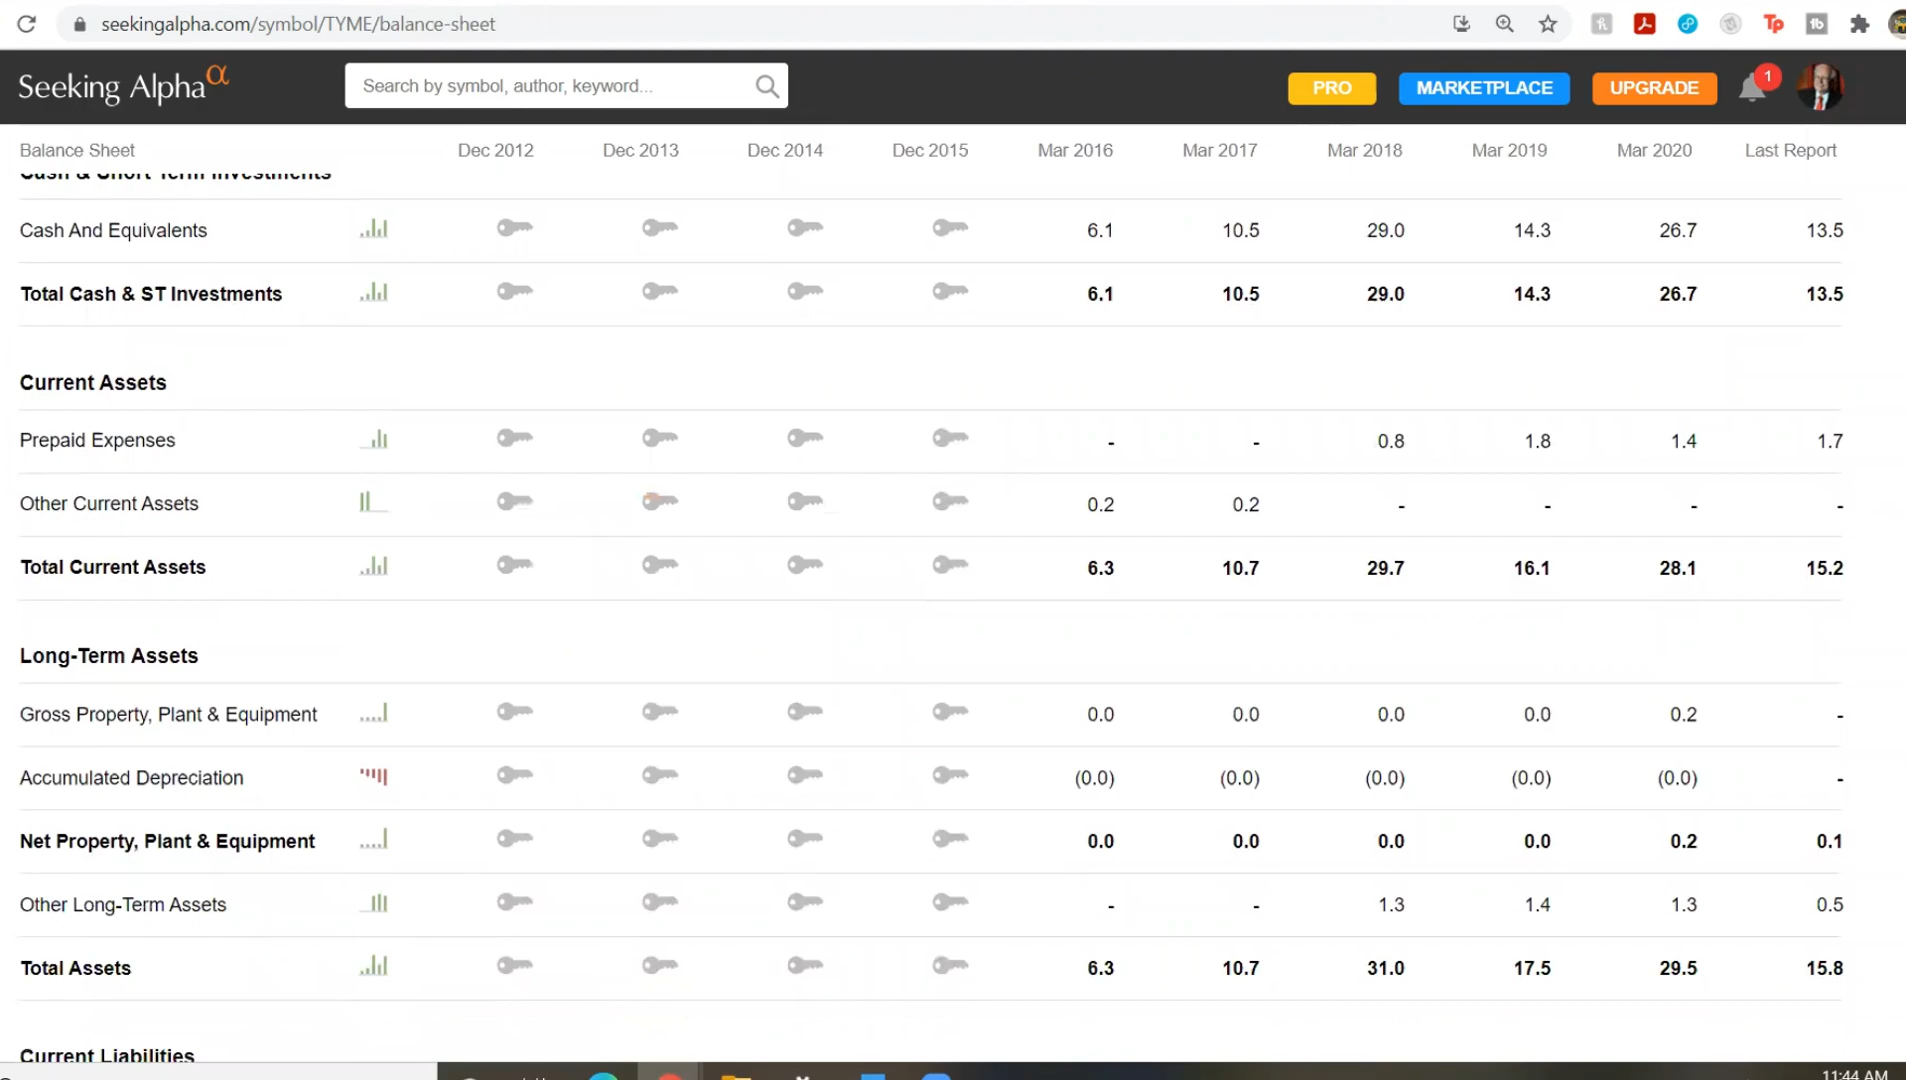 seekingalpha.com/symbol/TYME/balance-sheet
Seeking Alpha α
Search by symbol, author, keyword...
PRO
MARKETPLACE
UPGRADE
1
Balance Sheet Dec 2012 Dec 2013 Dec 2014 Dec 2015 Mar 2016 Mar 2017 Mar 2018 Mar 2019 Mar 2020 Last Report
Cash & Short Term Investments
Cash And Equivalents 6.1 10.5 29.0 14.3 26.7 13.5
Total Cash & ST Investments 6.1 10.5 29.0 14.3 26.7 13.5
Current Assets
Prepaid Expenses - - 0.8 1.8 1.4 1.7
Other Current Assets 0.2 0.2 - - - -
Total Current Assets 6.3 10.7 29.7 16.1 28.1 15.2
Long-Term Assets
Gross Property, Plant & Equipment 0.0 0.0 0.0 0.0 0.2 -
Accumulated Depreciation (0.0) (0.0) (0.0) (0.0) (0.0) -
Net Property, Plant & Equipment 0.0 0.0 0.0 0.0 0.2 0.1
Other Long-Term Assets - - 1.3 1.4 1.3 0.5
Total Assets 6.3 10.7 31.0 17.5 29.5 15.8
Current Liabilities
11:44 AM